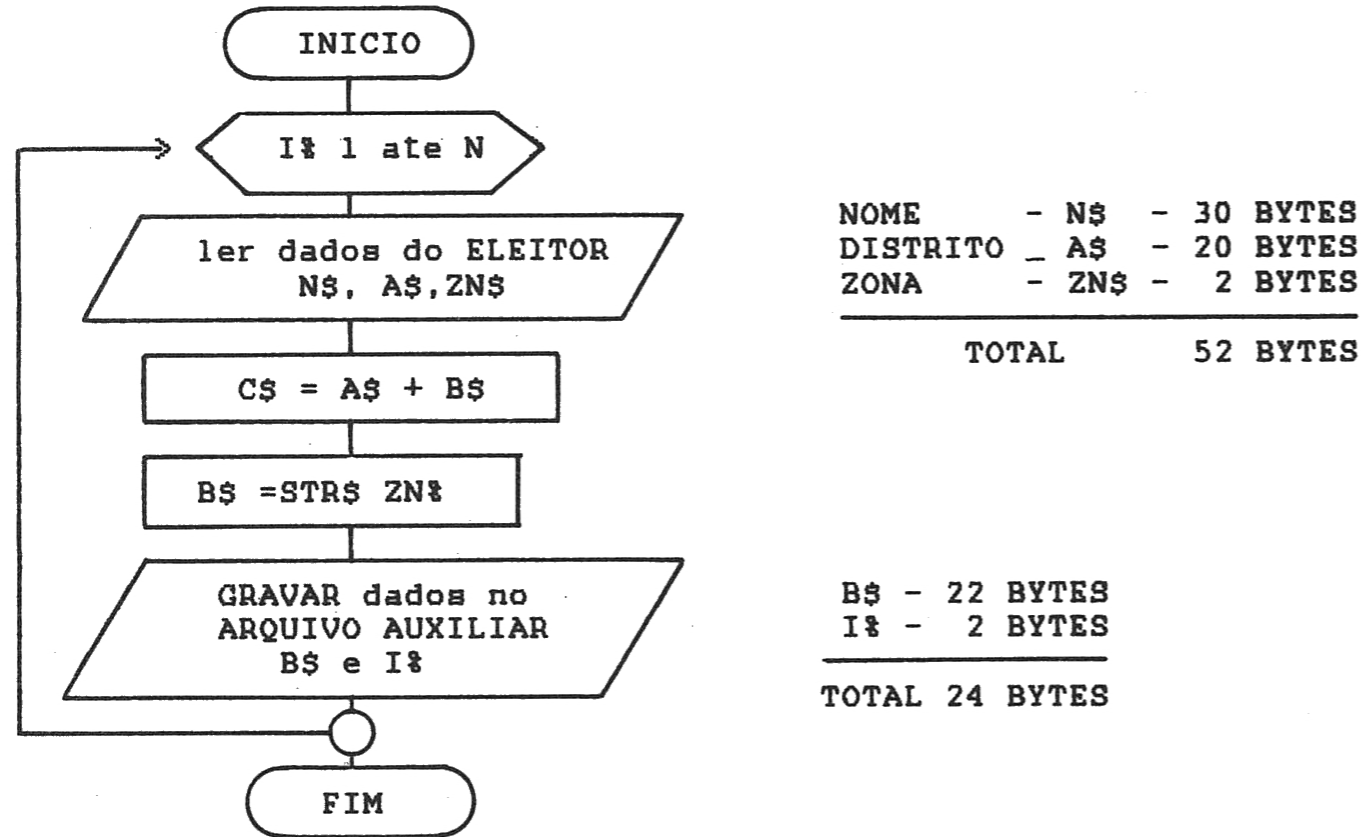 INICIO
I% 1 ate N
ler dados do ELEITOR
N$, A$,ZN$
C$ = A$ + B$
B$ =STR$ ZN%
GRAVAR dados no
ARQUIVO AUXILIAR
B$ e I%
FIM
NOME - N$ - 30 BYTES
DISTRITO _ A$ - 20 BYTES
ZONA - ZN$ - 2 BYTES
TOTAL 52 BYTES
B$ - 22 BYTES
I% - 2 BYTES
TOTAL 24 BYTES